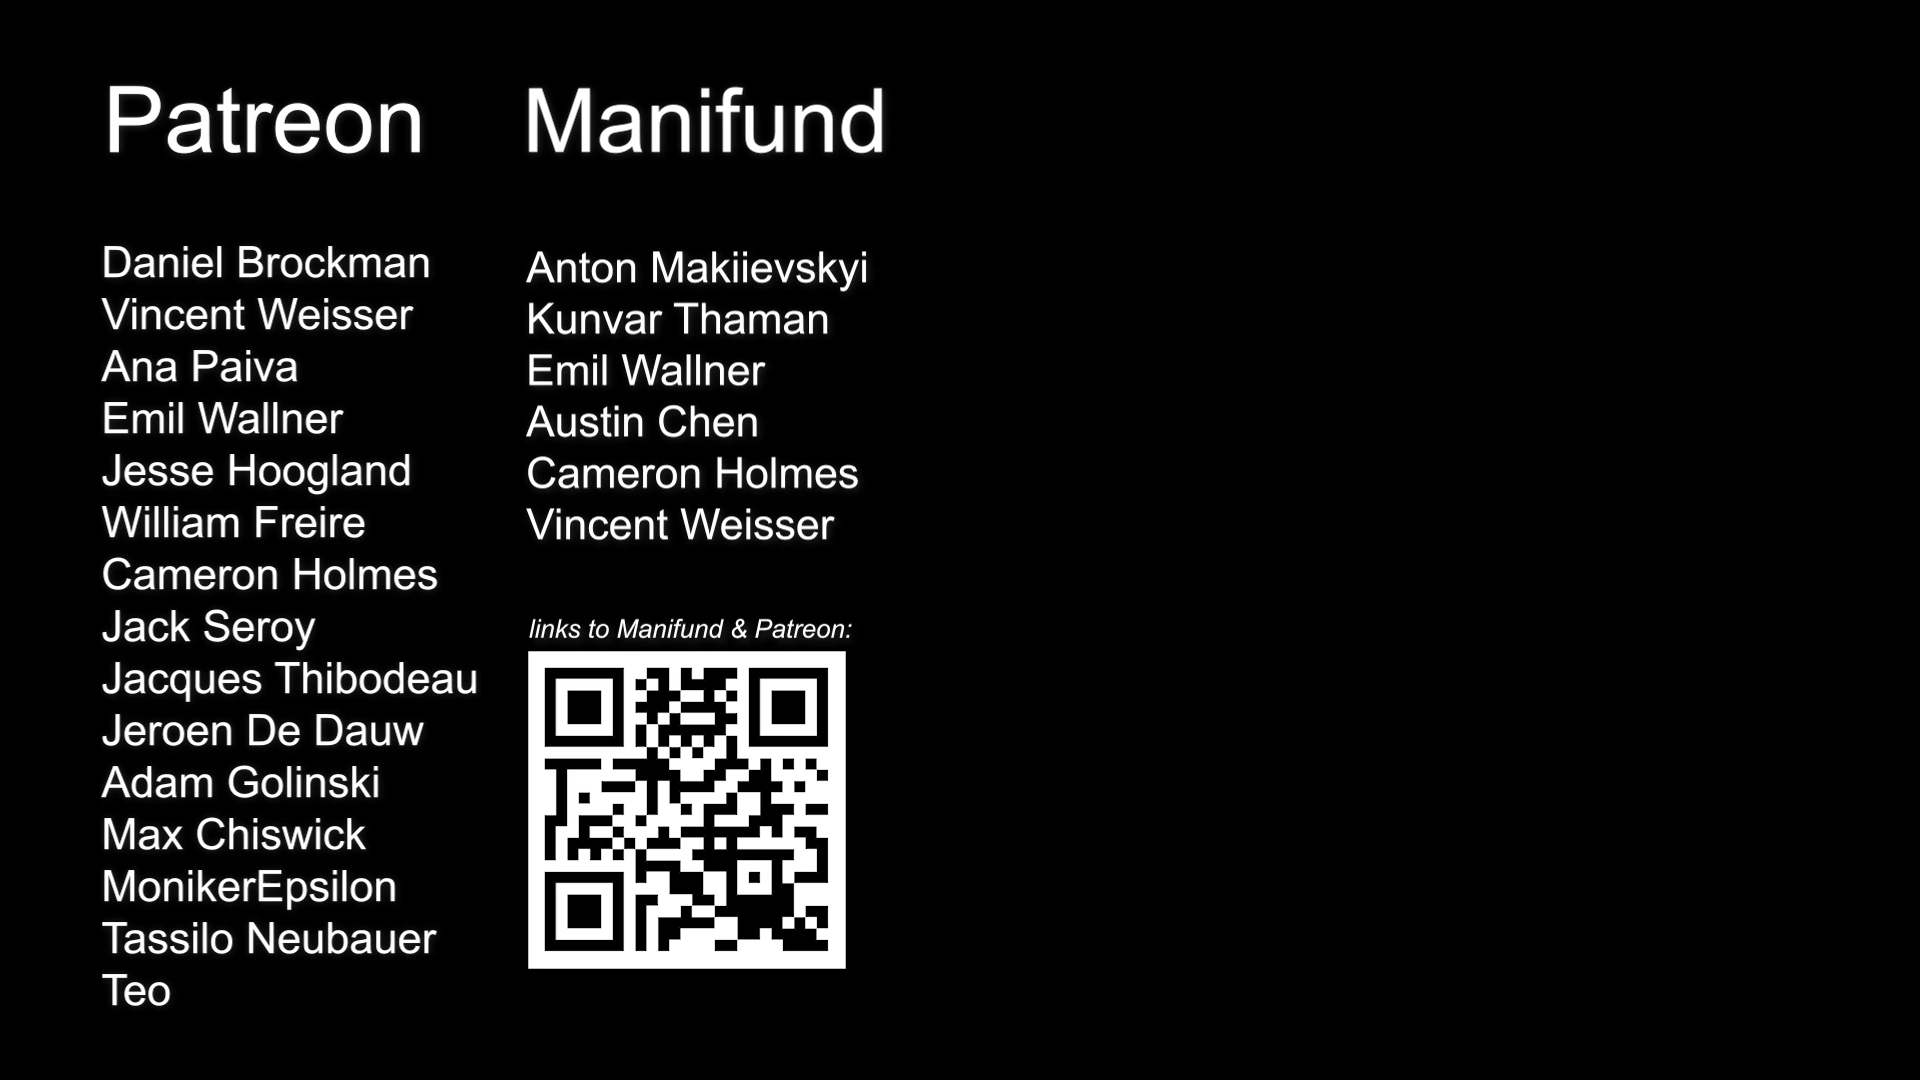 Patreon
Daniel Brockman
Vincent Weisser
Ana Paiva
Emil Wallner
Jesse Hoogland
William Freire
Cameron Holmes
Jack Seroy
Jacques Thibodeau
Jeroen De Dauw
Adam Golinski
Max Chiswick
MonikerEpsilon
Tassilo Neubauer
Teo
Manifund
Anton Makiievskyi
Kunvar Thaman
Emil Wallner
Austin Chen
Cameron Holmes
Vincent Weisser
links to Manifund & Patreon: